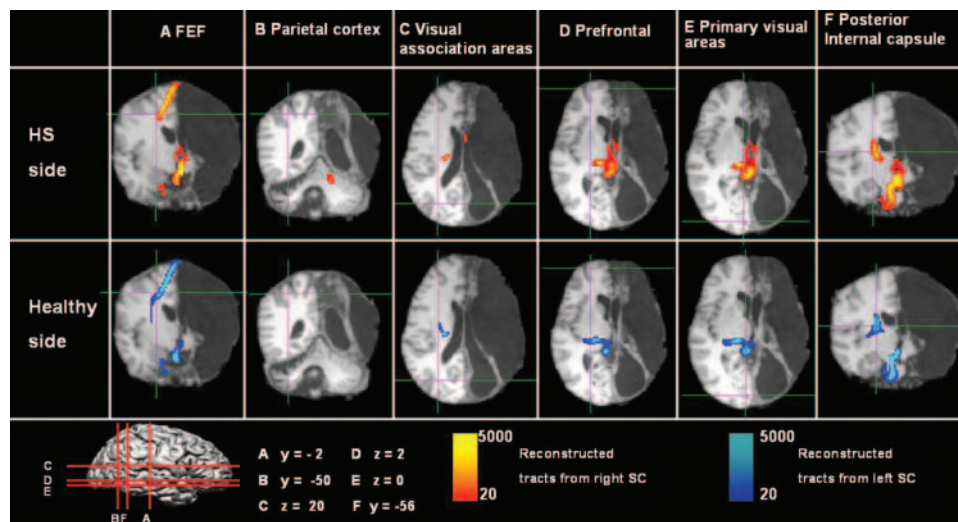 A FEF
B Parietal cortex
C Visual
association areas
D Prefrontal
E Primary visual
areas
F Posterior
Internal capsule
HS
side
Healthy
side
C
D
E
B F A
A y = - 2
B y = -50
C z = 20
D z = 2
E z = 0
F y = -56
5000
20
Reconstructed
tracts from right SC
5000
20
Reconstructed
tracts from left SC